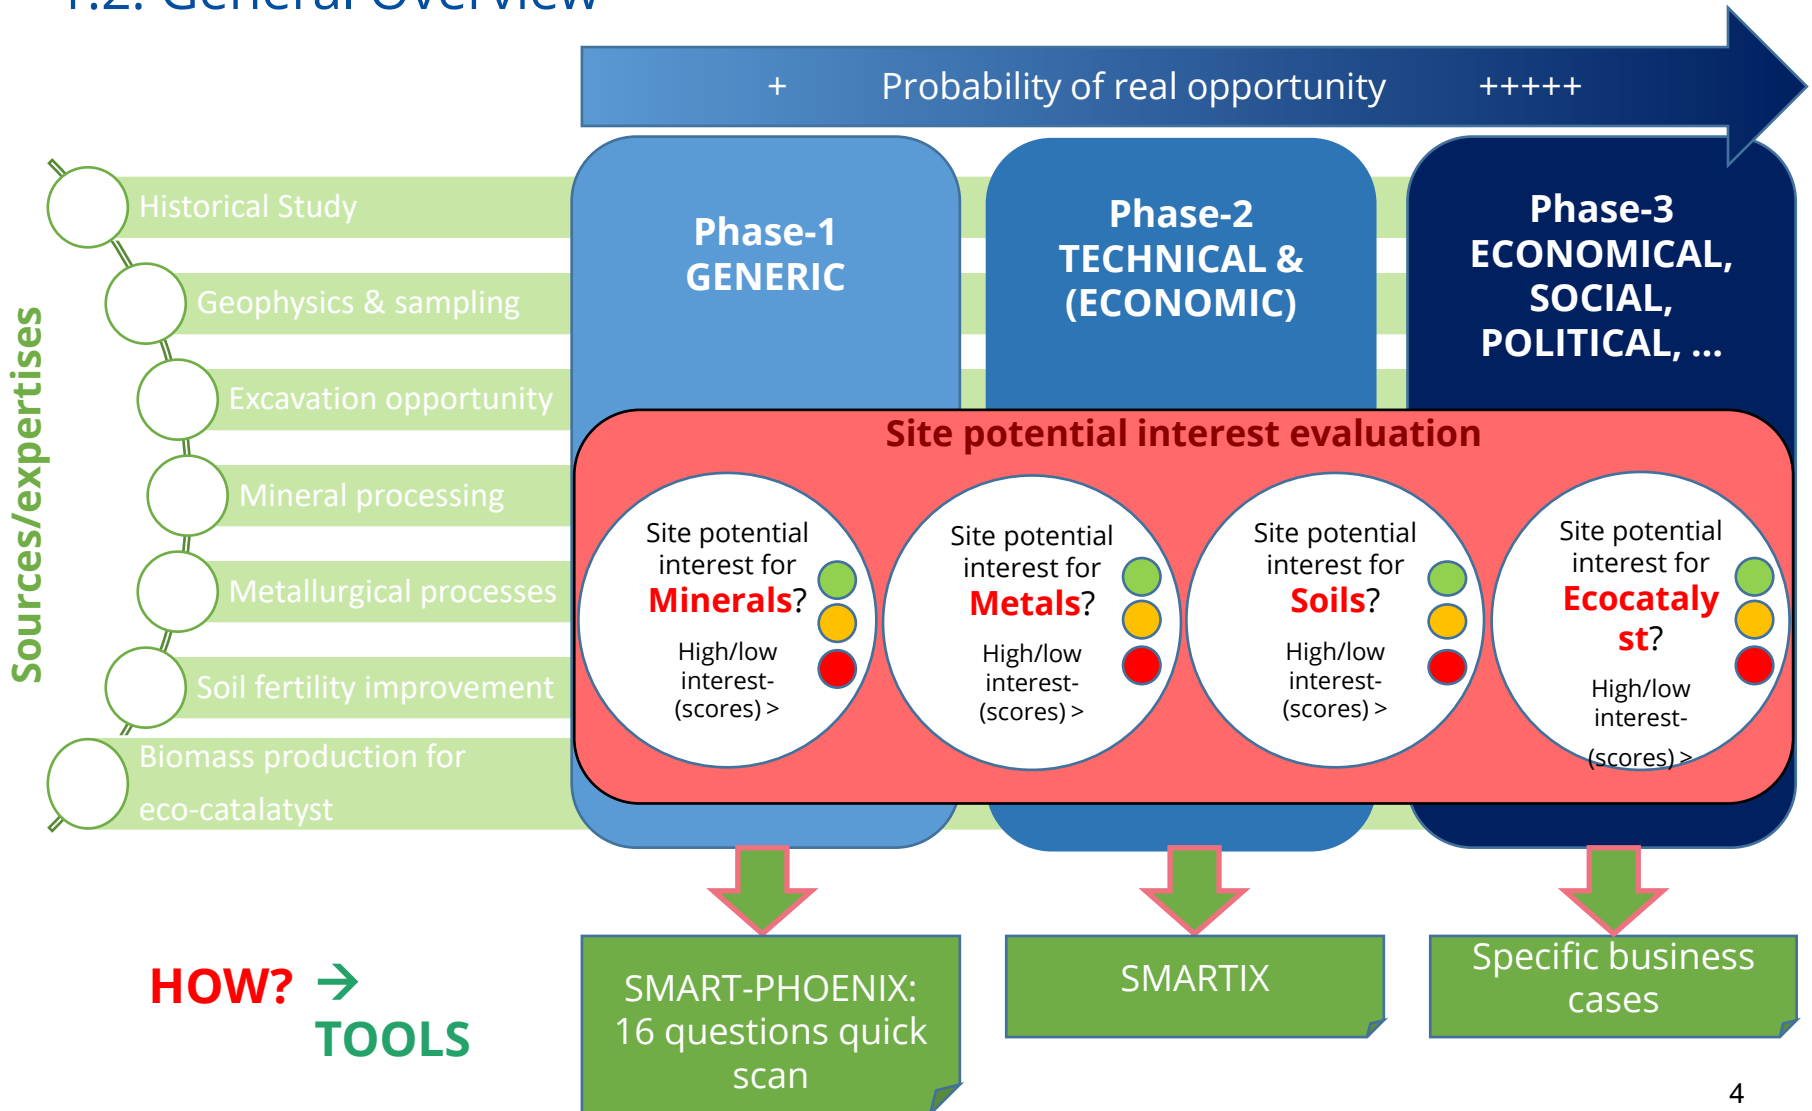 1.2. General Overview
+ Probability of real opportunity +++++
Sources/expertises
Historical Study
Geophysics & sampling
Excavation opportunity
Mineral processing
Metallurgical processes
Soil fertility improvement
Biomass production for
eco-catalatyst
Phase-1
GENERIC
Phase-2
TECHNICAL &
(ECONOMIC)
Phase-3
ECONOMICAL,
SOCIAL,
POLITICAL, ...
Site potential interest evaluation
Site potential
interest for
Minerals?
High/low
interest-
(scores) >
Site potential
interest for
Metals?
High/low
interest-
(scores) >
Site potential
interest for
Soils?
High/low
interest-
(scores) >
Site potential
interest for
Ecocataly
st?
High/low
interest-
(scores) >
HOW? →
TOOLS
SMART-PHOENIX:
16 questions quick
scan
SMARTIX
Specific business
cases
4